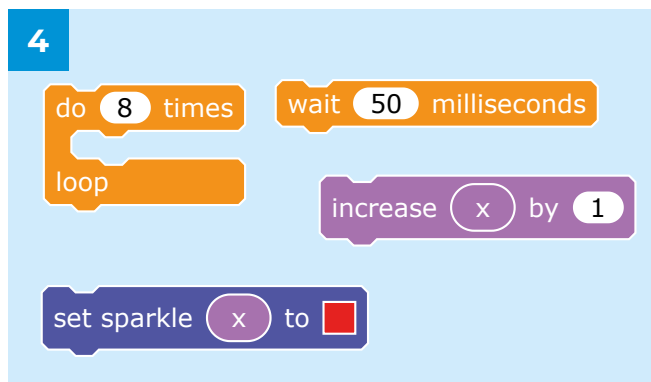 4
do 8 times
loop
wait 50 milliseconds
increase x by 1
set sparkle x to